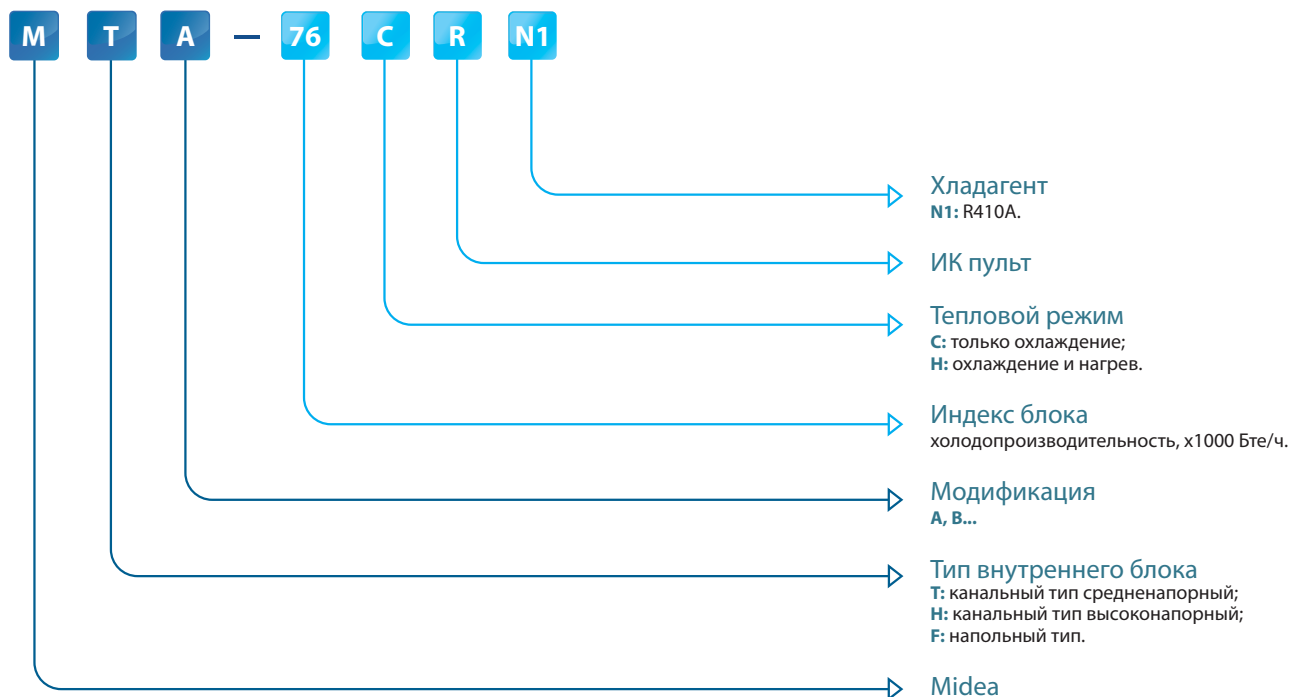 M T A – 76 C R N1
Хладагент
N1: R410A.
ИК пульт
Тепловой режим
C: только охлаждение;
H: охлаждение и нагрев.
Индекс блока
холодопроизводительность, x1000 Бте/ч.
Модификация
A, B...
Тип внутреннего блока
T: канальный тип средненапорный;
H: канальный тип высоконапорный;
F: напольный тип.
Midea